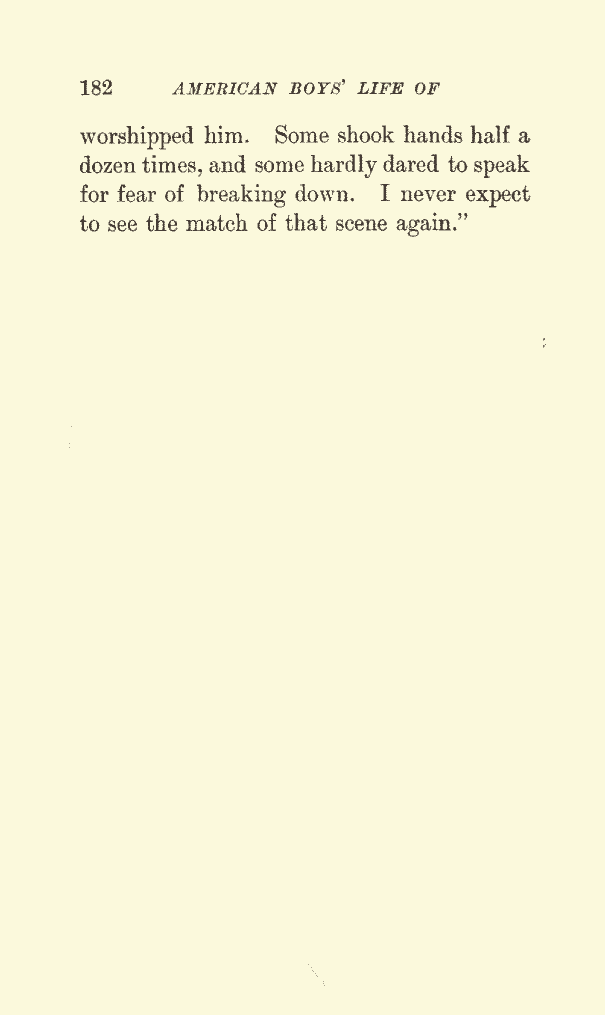 182 AMERICAN BOYS' LIFE OF
worshipped him. Some shook hands half a
dozen times, and some hardly dared to speak
for fear of breaking down. I never expect
to see the match of that scene again.”